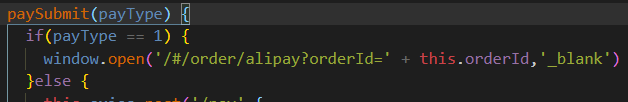 paySubmit(payType) {
if(payType == 1) {
window.open('/#/order/alipay?orderId=' + this.orderId,'_blank')
}else {